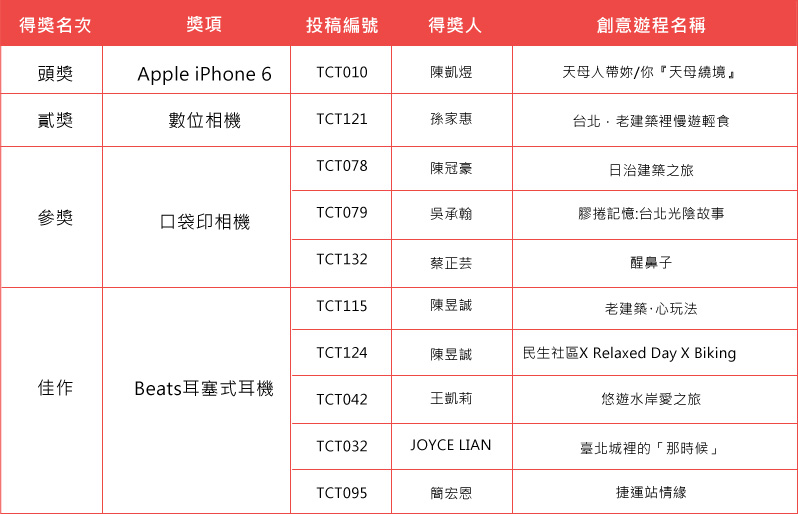 得獎名次 獎項 投稿編號 得獎人 創意遊程名稱
頭獎 Apple iPhone 6 TCT010 陳凱煜 天母人帶妳/你『天母繞境』
貳獎 數位相機 TCT121 孫家惠 台北．老建築裡慢遊輕食
參獎 口袋印相機 TCT078 陳冠豪 日治建築之旅
TCT079 吳承翰 膠捲記憶:台北光陰故事
TCT132 蔡正芸 醒鼻子
佳作 Beats耳塞式耳機 TCT115 陳昱誠 老建築·心玩法
TCT124 陳昱誠 民生社區X Relaxed Day X Biking
TCT042 王凱莉 悠遊水岸愛之旅
TCT032 JOYCE LIAN 臺北城裡的「那時候」
TCT095 簡宏恩 捷運站情緣